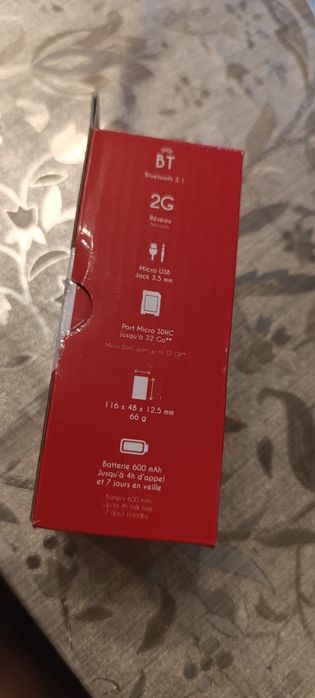 BT
Bluetooth 2.1
2G
Réseau
Network
Micro USB
Jack 3.5 mm
Port Micro SDHC
jusqu'à 32 Go**
Micro SDHC port up to 32 GB**
116 x 48 x 12.5 mm
66 g
Batterie 600 mAh
Jusqu'à 4h d'appel
et 7 jours en veille
Battery 600 mAh
Up to 4h talk time
7 days standby